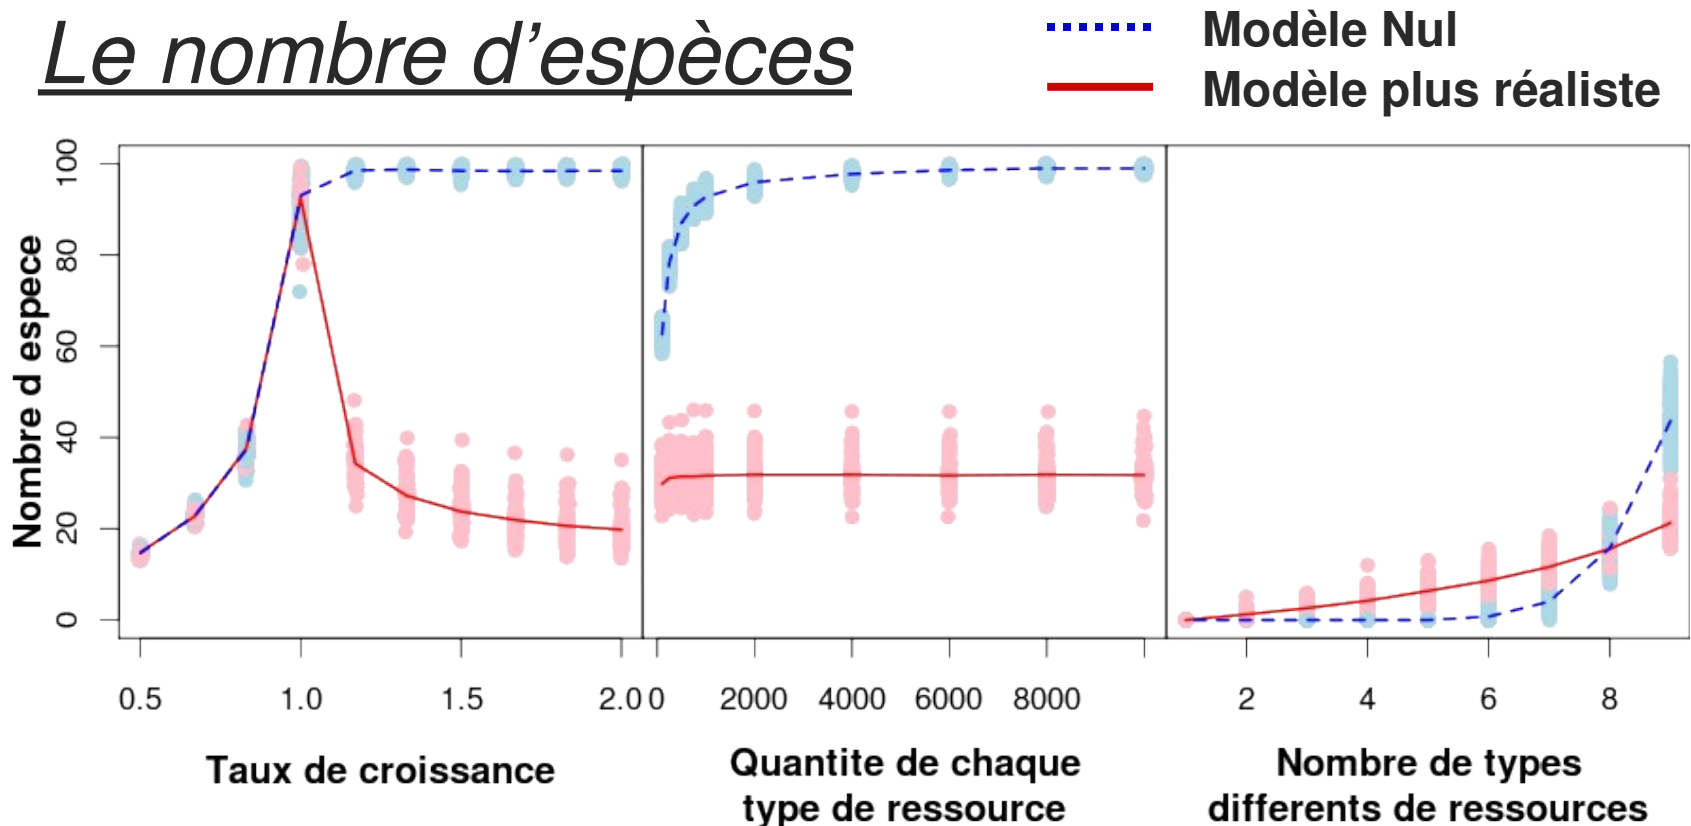 Le nombre d'espèces
Modèle Nul
Modèle plus réaliste
Nombre d espece
0 20 40 60 80 100
0.5 1.0 1.5 2.0
0 2000 4000 6000 8000
2 4 6 8
Taux de croissance
Quantite de chaque
type de ressource
Nombre de types
differents de ressources